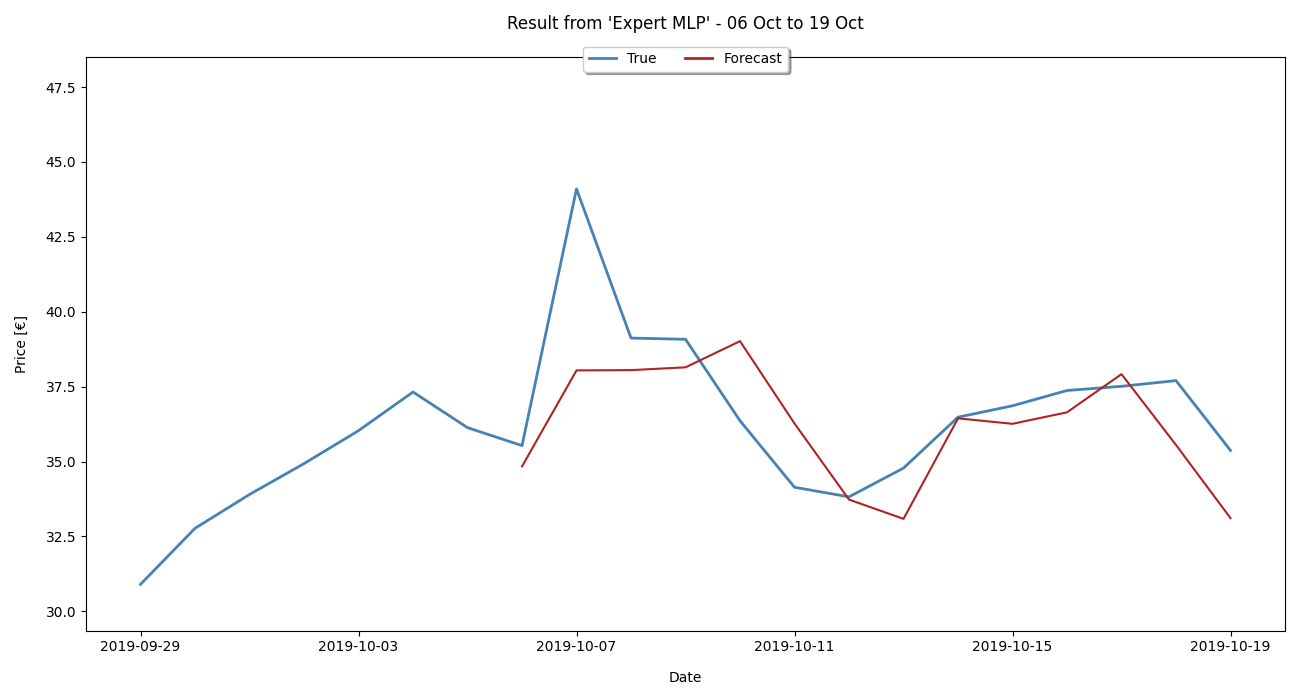 Result from 'Expert MLP' - 06 Oct to 19 Oct
True Forecast
47.5
45.0
42.5
40.0
37.5
35.0
32.5
30.0
Price [€]
2019-09-29 2019-10-03 2019-10-07 2019-10-11 2019-10-15 2019-10-19
Date